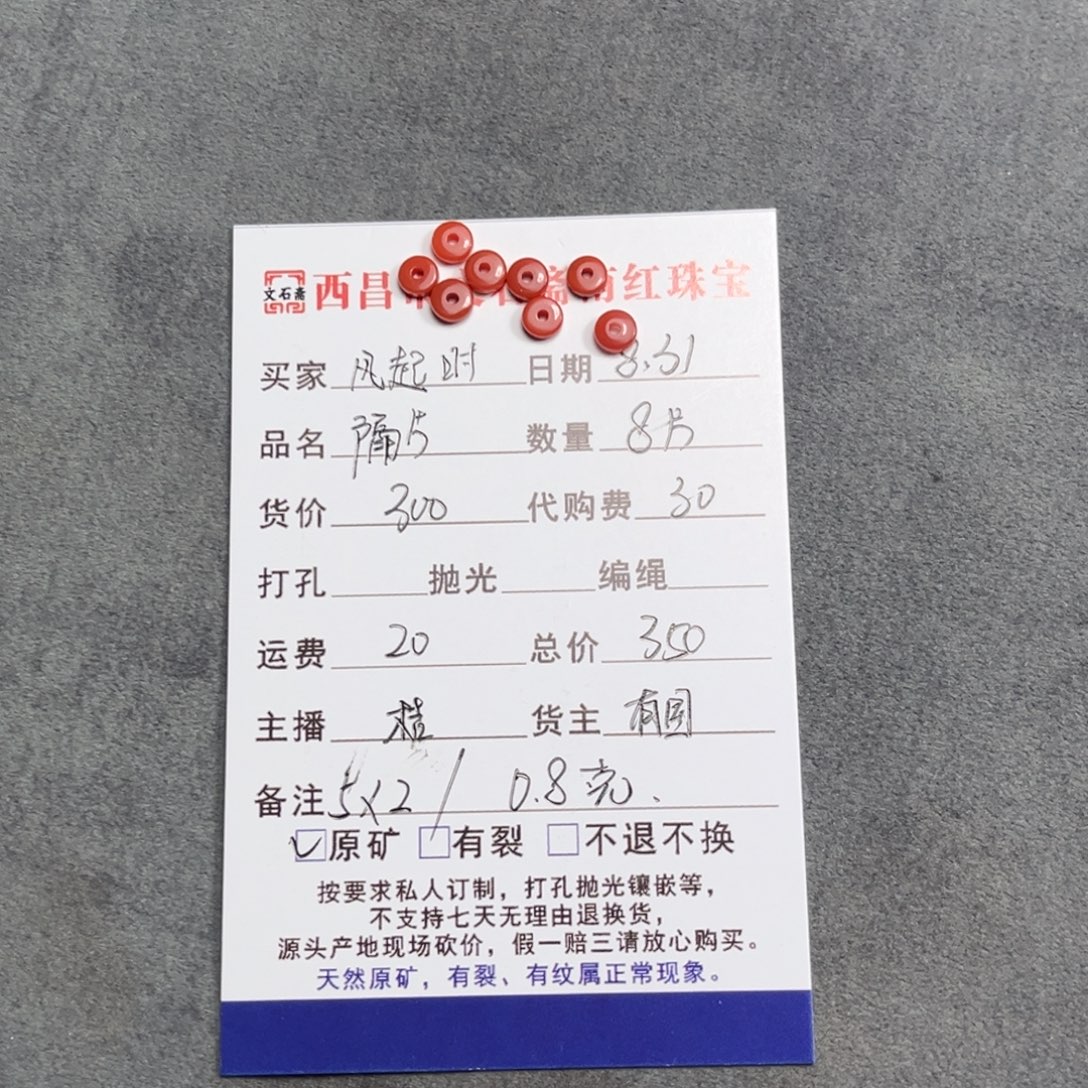 文石斋 西昌 斋南红珠宝
买家 风起时 日期 8.31
品名 隔片 数量 8片
货价 300 代购费 30
打孔 抛光 编绳
运费 20 总价 350
主播 桂 货主
备注 5×2 / 0.8克.
原矿 有裂 不退不换
按要求私人订制，打孔抛光镶嵌等，
不支持七天无理由退换货，
源头产地现场砍价，假一赔三请放心购买。
天然原矿，有裂、有纹属正常现象。